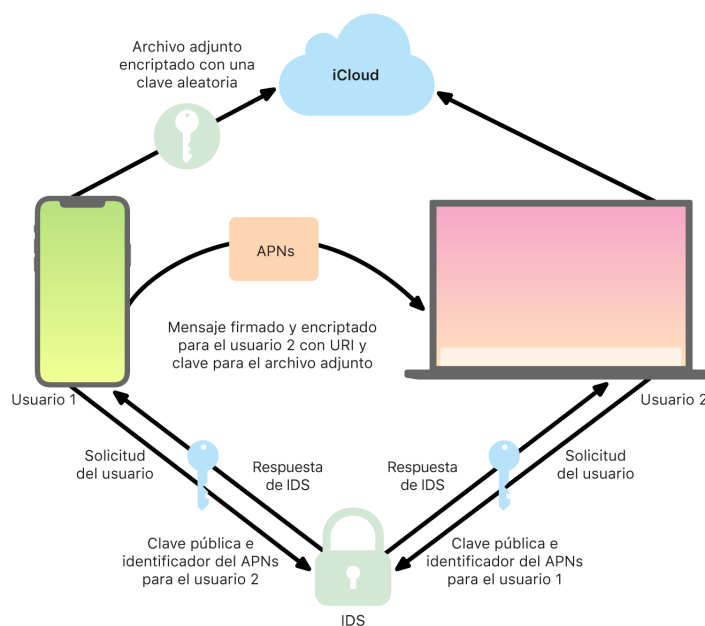 Archivo adjunto
encriptado con una
clave aleatoria
iCloud
APNs
Mensaje firmado y encriptado
para el usuario 2 con URI y
clave para el archivo adjunto
Usuario 1
Usuario 2
Solicitud
del usuario
Respuesta
de IDS
Respuesta
de IDS
Solicitud
del usuario
Clave pública e
identificador del APNs
para el usuario 2
Clave pública e
identificador del APNs
para el usuario 1
IDS